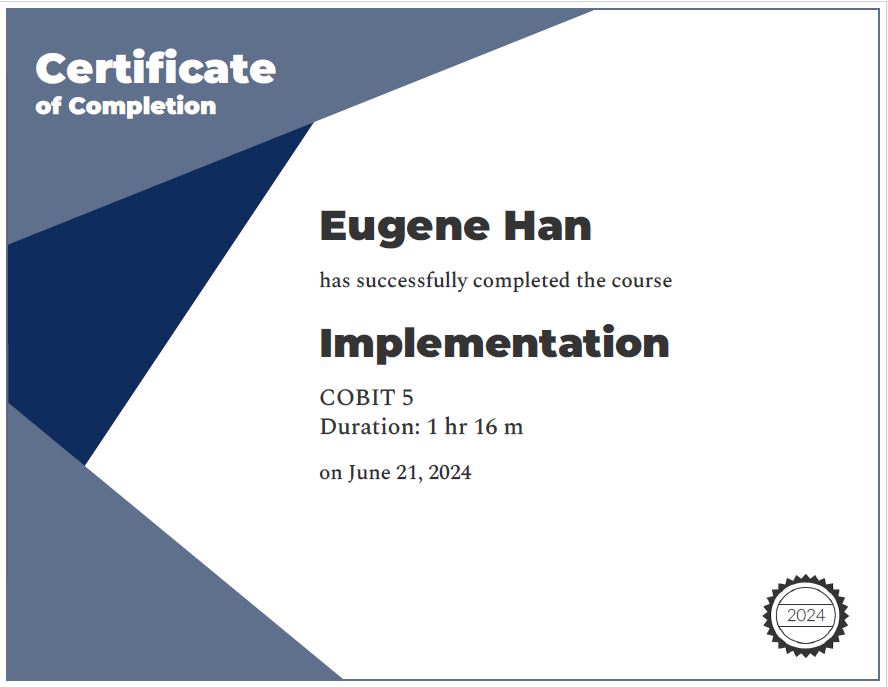 Certificate
of Completion
Eugene Han
has successfully completed the course
Implementation
COBIT 5
Duration: 1 hr 16 m
on June 21, 2024
2024